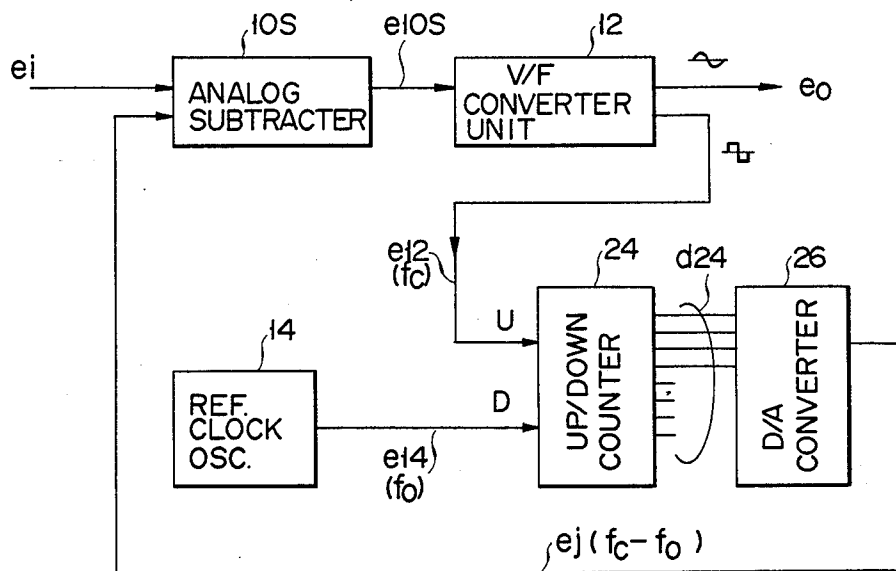 10S
e10S
12
ei
ANALOG
SUBTRACTER
V/F
CONVERTER
UNIT
eo
e12
(fc)
24
d24
26
U
14
D
REF.
CLOCK
OSC.
UP/DOWN
COUNTER
D/A
CONVERTER
e14
(fo)
ej (fc-fo)